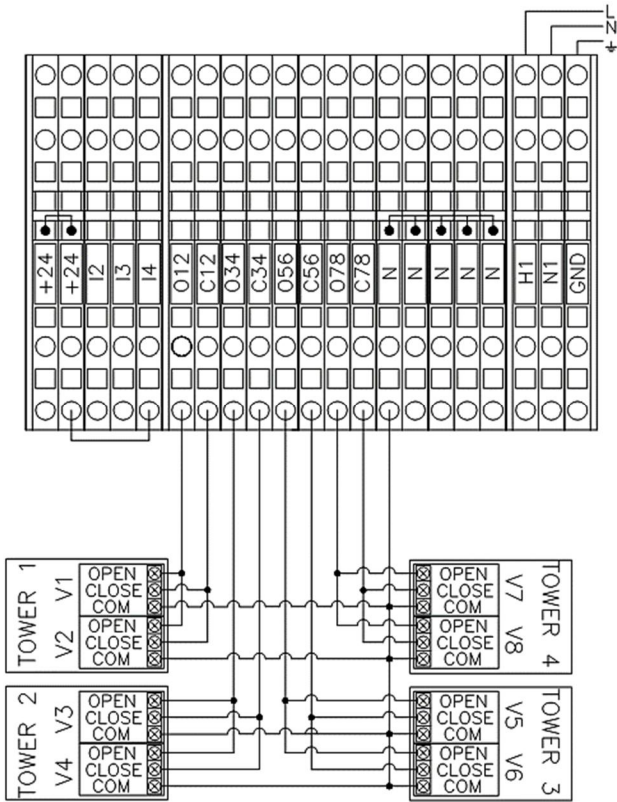 L
N
+24 +24 I2 I3 I4 O12 C12 O34 C34 O56 C56 O78 C78 N N N N N H1 N1 GND
TOWER 1
V1
OPEN
CLOSE
COM
V2
OPEN
CLOSE
COM
TOWER 4
V7
OPEN
CLOSE
COM
V8
OPEN
CLOSE
COM
TOWER 2
V3
OPEN
CLOSE
COM
V4
OPEN
CLOSE
COM
TOWER 3
V5
OPEN
CLOSE
COM
V6
OPEN
CLOSE
COM